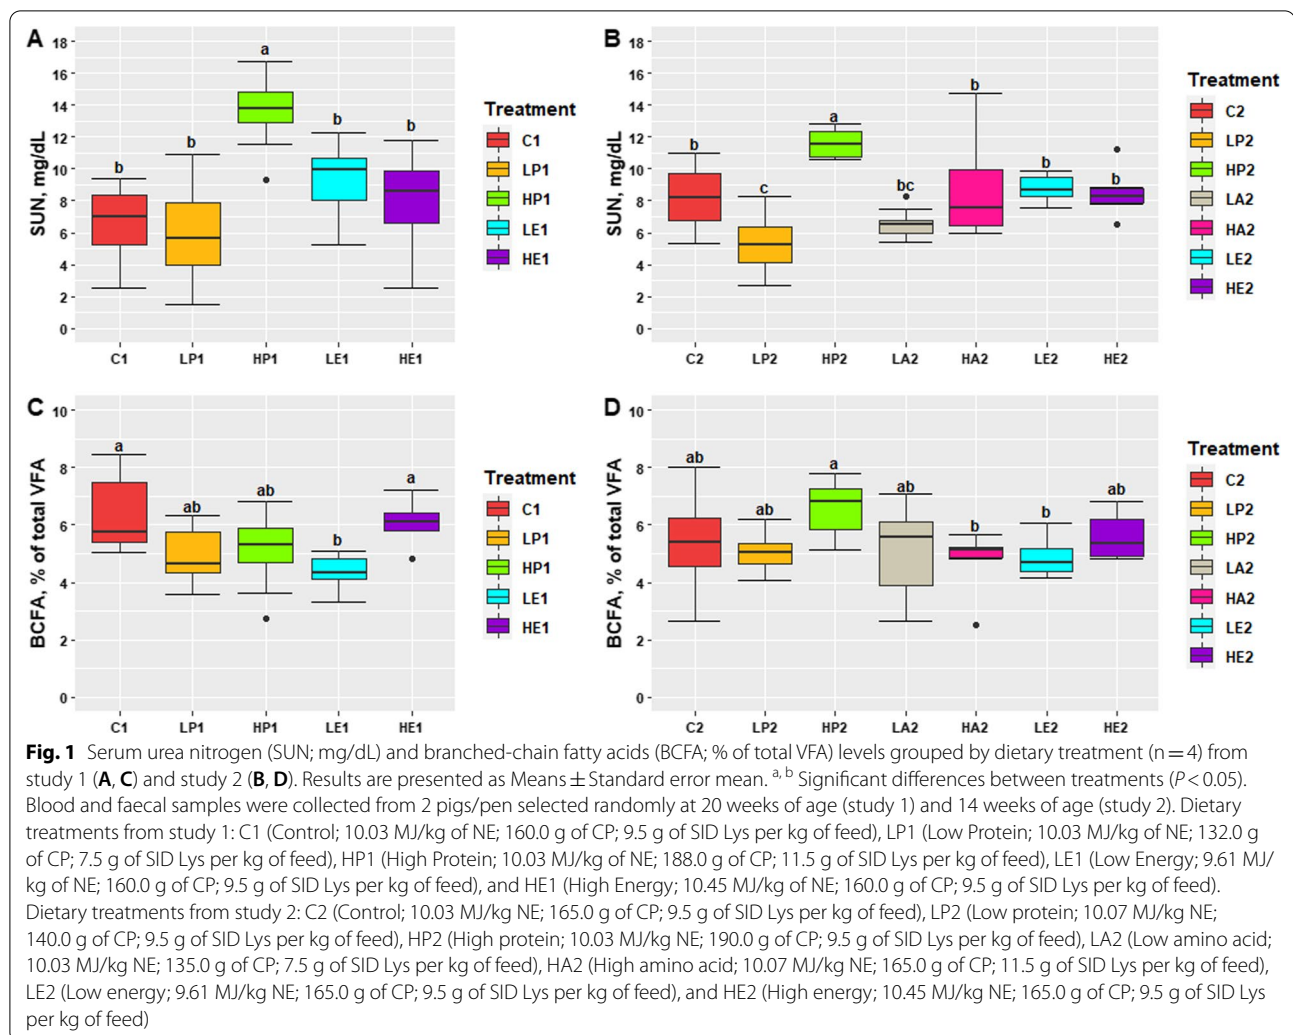 A
SUN, mg/dL
18
16
14
12
10
8
6
4
2
0
a
b
b
b
b
C1 LP1 HP1 LE1 HE1
Treatment
C1
LP1
HP1
LE1
HE1
B
SUN, mg/dL
18
16
14
12
10
8
6
4
2
0
b
c
a
bc
b
b
b
C2 LP2 HP2 LA2 HA2 LE2 HE2
Treatment
C2
LP2
HP2
LA2
HA2
LE2
HE2
C
BCFA, % of total VFA
10
8
6
4
2
0
a
ab
ab
b
a
C1 LP1 HP1 LE1 HE1
Treatment
C1
LP1
HP1
LE1
HE1
D
BCFA, % of total VFA
10
8
6
4
2
0
ab
ab
a
ab
b
b
ab
C2 LP2 HP2 LA2 HA2 LE2 HE2
Treatment
C2
LP2
HP2
LA2
HA2
LE2
HE2
Fig. 1 Serum urea nitrogen (SUN; mg/dL) and branched-chain fatty acids (BCFA; % of total VFA) levels grouped by dietary treatment (n = 4) from
study 1 (A, C) and study 2 (B, D). Results are presented as Means ± Standard error mean. a, b Significant differences between treatments (P < 0.05).
Blood and faecal samples were collected from 2 pigs/pen selected randomly at 20 weeks of age (study 1) and 14 weeks of age (study 2). Dietary
treatments from study 1: C1 (Control; 10.03 MJ/kg of NE; 160.0 g of CP; 9.5 g of SID Lys per kg of feed), LP1 (Low Protein; 10.03 MJ/kg of NE; 132.0 g
of CP; 7.5 g of SID Lys per kg of feed), HP1 (High Protein; 10.03 MJ/kg of NE; 188.0 g of CP; 11.5 g of SID Lys per kg of feed), LE1 (Low Energy; 9.61 MJ/
kg of NE; 160.0 g of CP; 9.5 g of SID Lys per kg of feed), and HE1 (High Energy; 10.45 MJ/kg of NE; 160.0 g of CP; 9.5 g of SID Lys per kg of feed).
Dietary treatments from study 2: C2 (Control; 10.03 MJ/kg NE; 165.0 g of CP; 9.5 g of SID Lys per kg of feed), LP2 (Low protein; 10.07 MJ/kg NE;
140.0 g of CP; 9.5 g of SID Lys per kg of feed), HP2 (High protein; 10.03 MJ/kg NE; 190.0 g of CP; 9.5 g of SID Lys per kg of feed), LA2 (Low amino acid;
10.03 MJ/kg NE; 135.0 g of CP; 7.5 g of SID Lys per kg of feed), HA2 (High amino acid; 10.07 MJ/kg NE; 165.0 g of CP; 11.5 g of SID Lys per kg of feed),
LE2 (Low energy; 9.61 MJ/kg NE; 165.0 g of CP; 9.5 g of SID Lys per kg of feed), and HE2 (High energy; 10.45 MJ/kg NE; 165.0 g of CP; 9.5 g of SID Lys
per kg of feed)